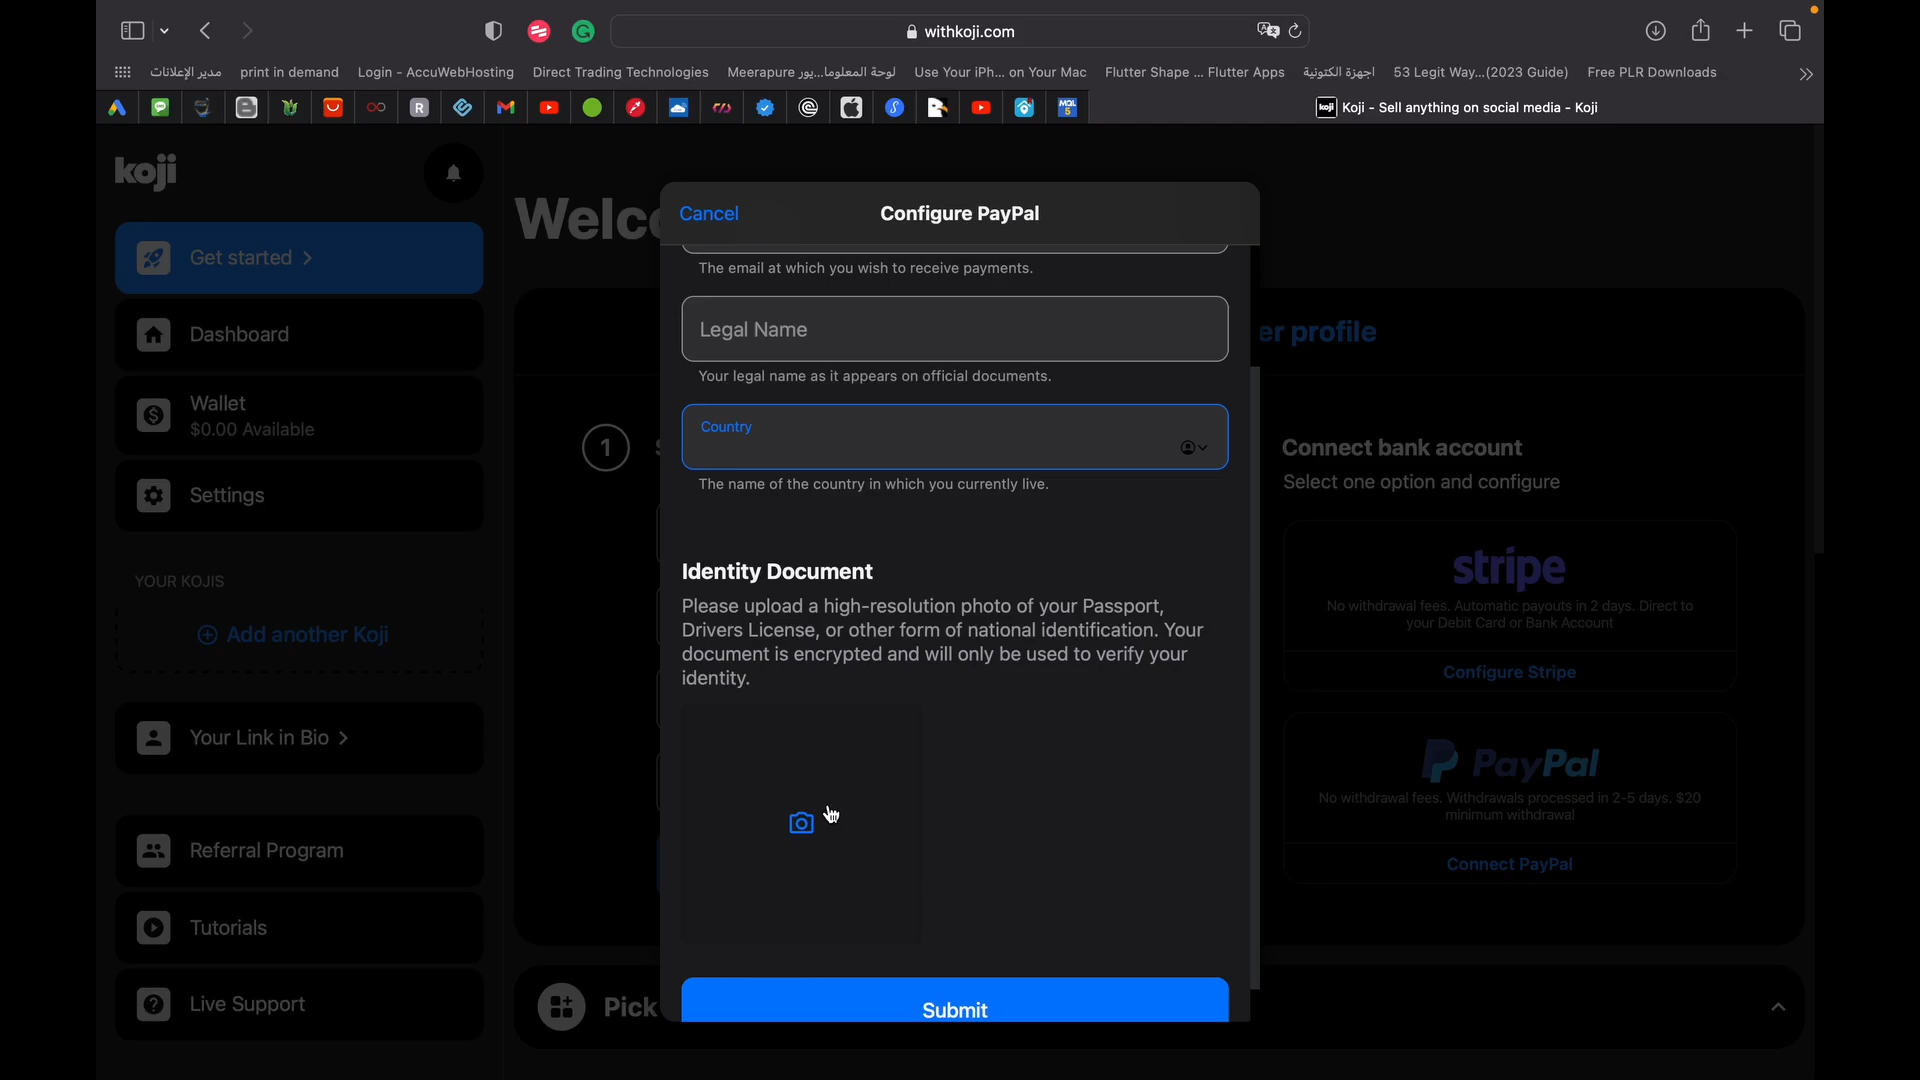 withkoji.com
مدير الإعلانات
print in demand
Login - AccuWebHosting
Direct Trading Technologies
لوحة المعلوما...يور Meerapure
Use Your iPh... on Your Mac
Flutter Shape ... Flutter Apps
اجهزة الكتونية
53 Legit Way...(2023 Guide)
Free PLR Downloads
R
MQL
5
koji
Koji - Sell anything on social media - Koji
koji
Get started
Dashboard
Wallet
$0.00 Available
Settings
YOUR KOJIS
Add another Koji
Your Link in Bio
Referral Program
Tutorials
Live Support
Welc
Cancel
Configure PayPal
The email at which you wish to receive payments.
Legal Name
Your legal name as it appears on official documents.
Country
The name of the country in which you currently live.
Identity Document
Please upload a high-resolution photo of your Passport,
Drivers License, or other form of national identification. Your
document is encrypted and will only be used to verify your
identity.
Submit
1
er profile
Connect bank account
Select one option and configure
stripe
No withdrawal fees. Automatic payouts in 2 days. Direct to
your Debit Card or Bank Account
Configure Stripe
PayPal
No withdrawal fees. Withdrawals processed in 2-5 days. $20
minimum withdrawal
Connect PayPal
Pick